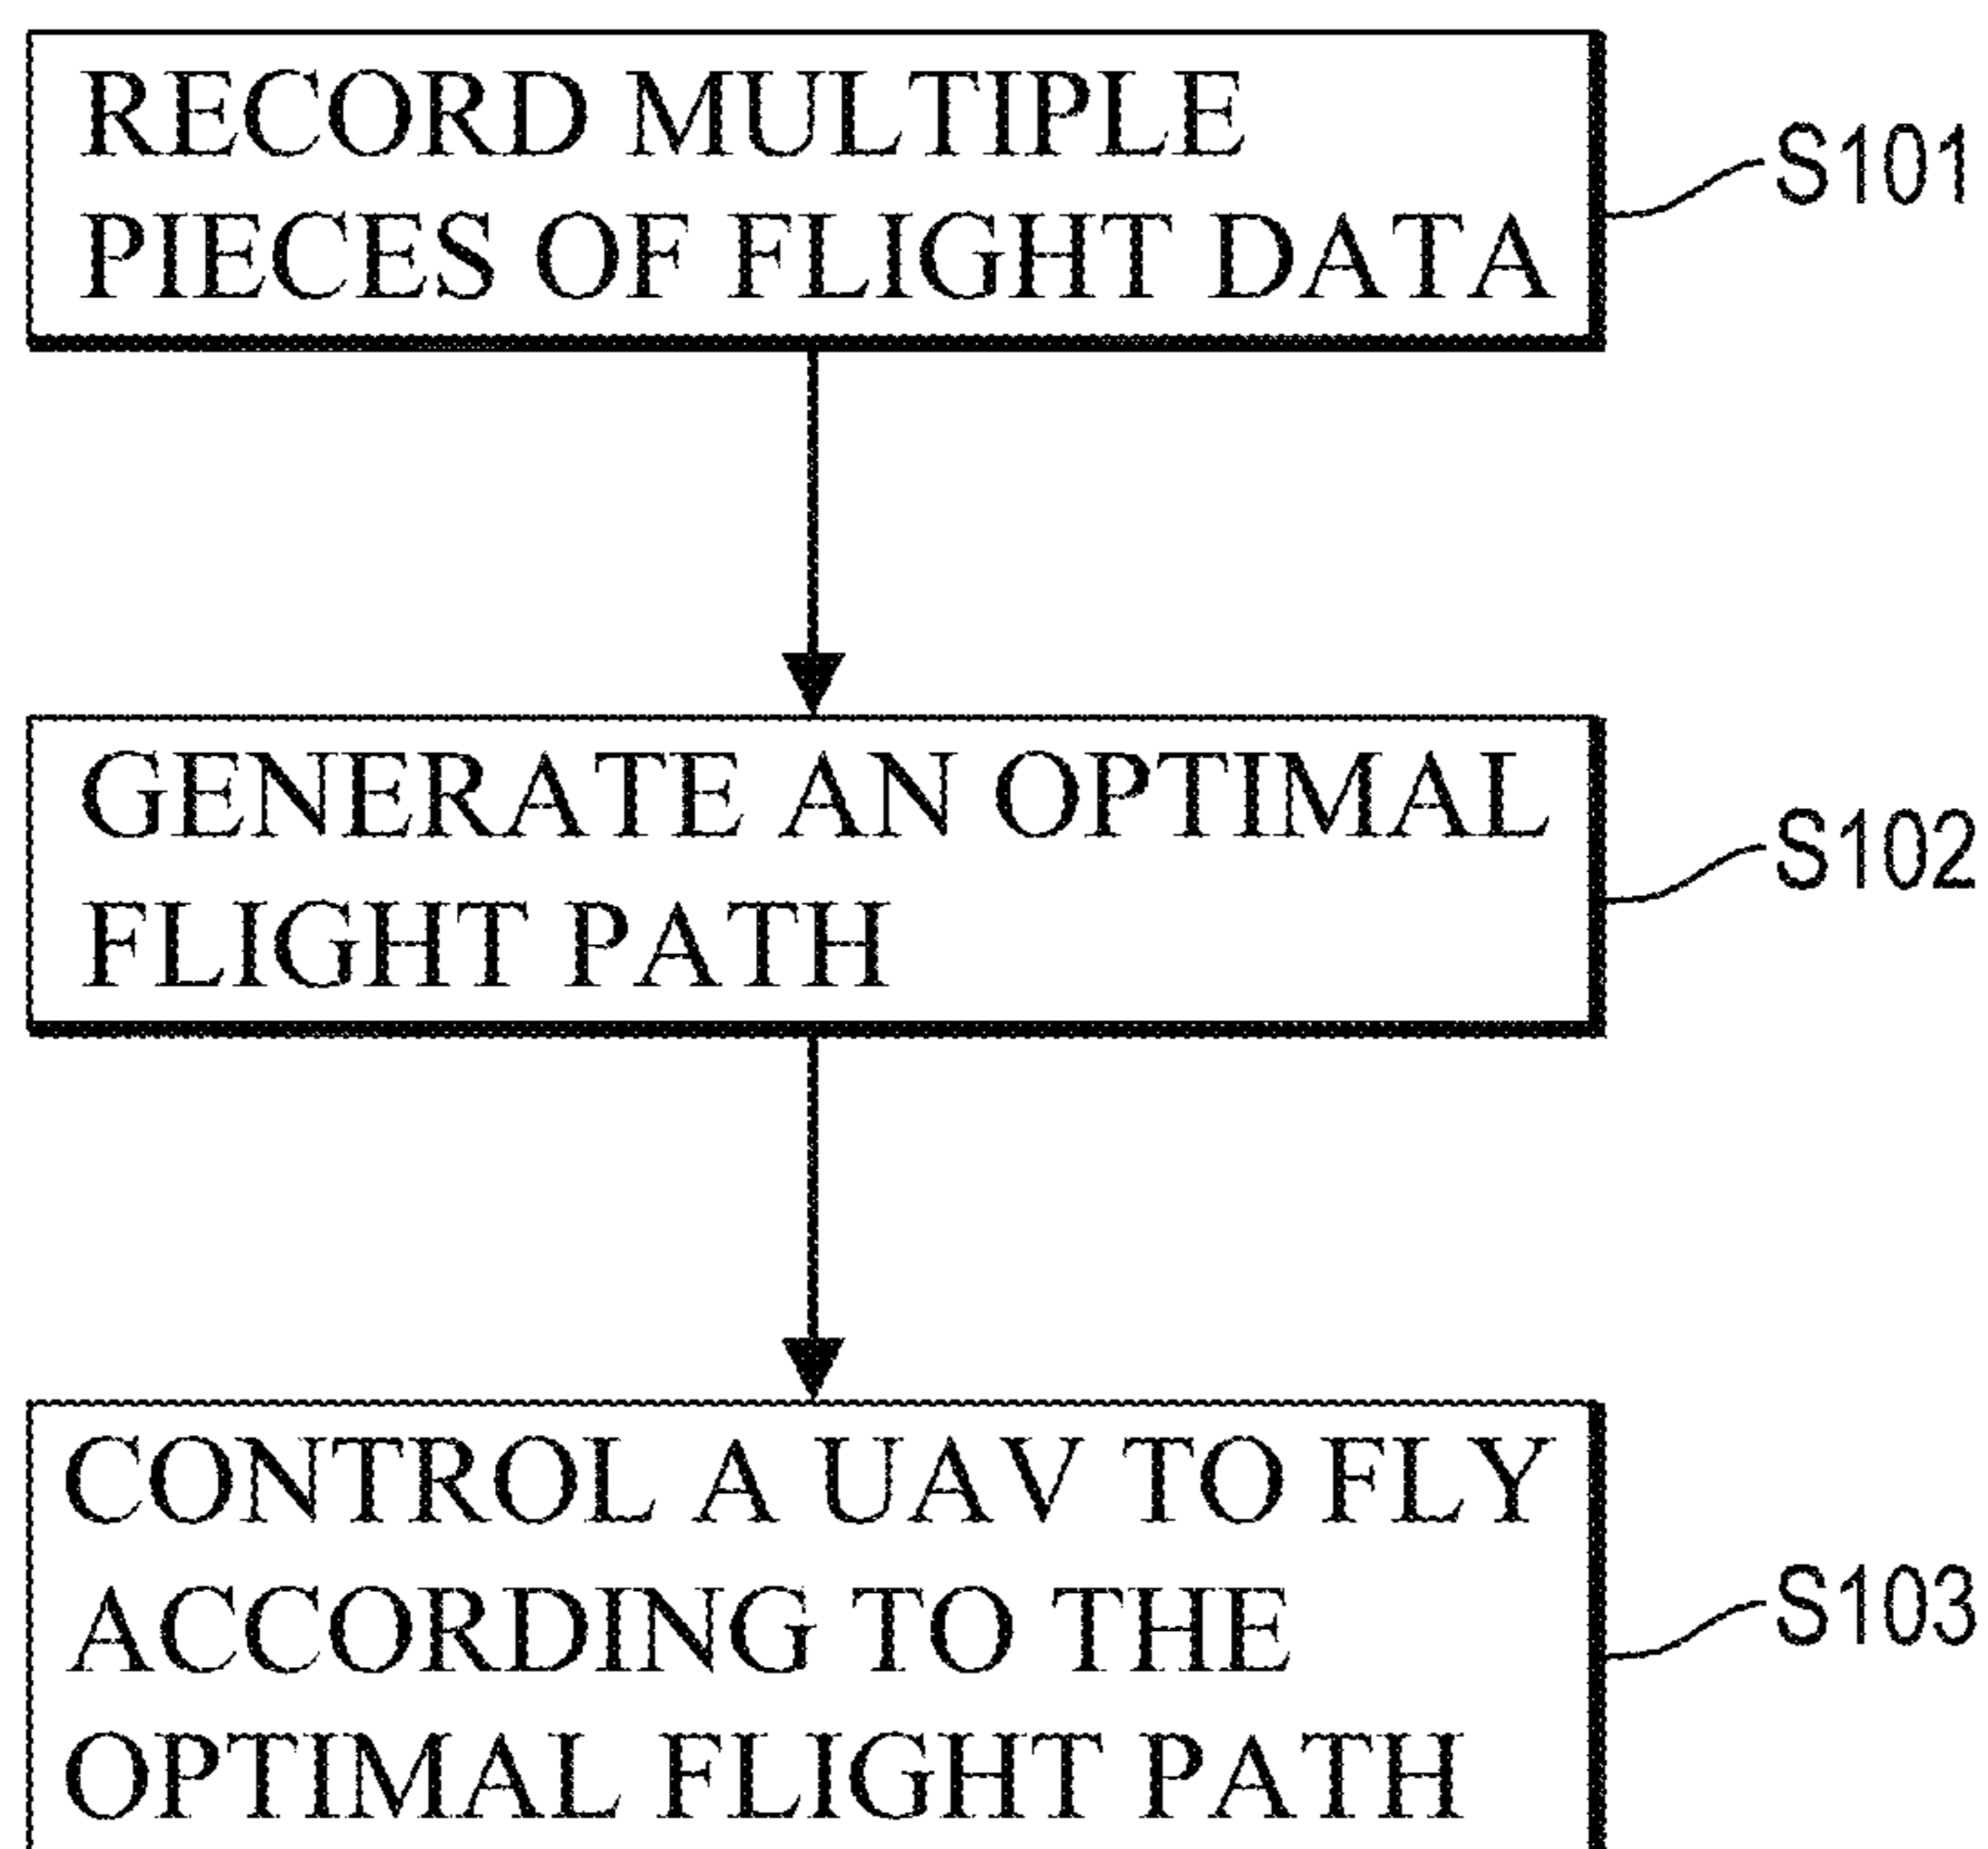 RECORD MULTIPLE
PIECES OF FLIGHT DATA
S101
GENERATE AN OPTIMAL
FLIGHT PATH
S102
CONTROL A UAV TO FLY
ACCORDING TO THE
OPTIMAL FLIGHT PATH
S103